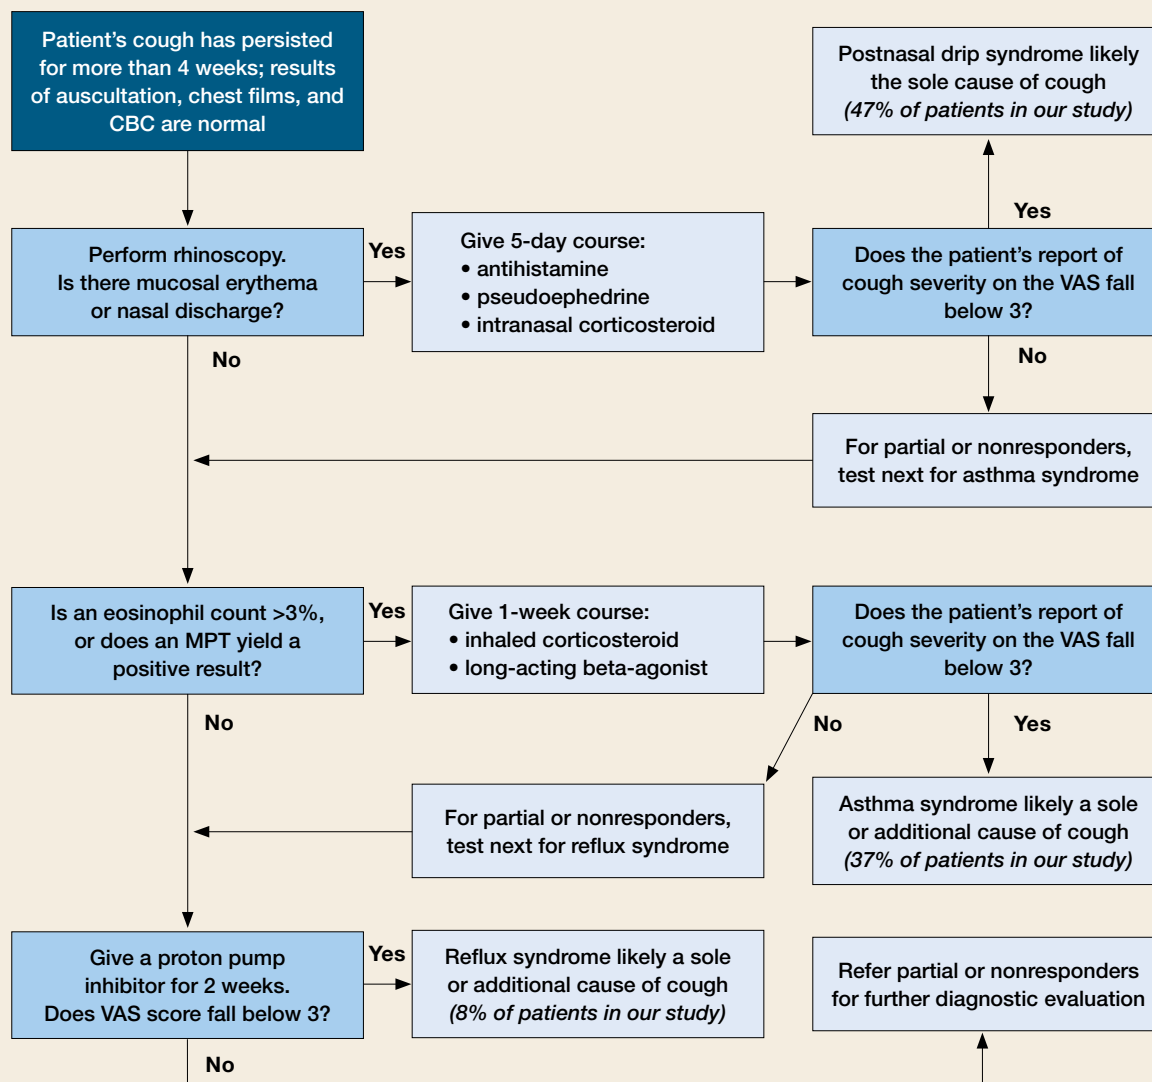 Patient’s cough has persisted
for more than 4 weeks; results
of auscultation, chest films, and
CBC are normal
Postnasal drip syndrome likely
the sole cause of cough
(47% of patients in our study)
Yes
Perform rhinoscopy.
Is there mucosal erythema
or nasal discharge?
Yes
Give 5-day course:
• antihistamine
• pseudoephedrine
• intranasal corticosteroid
Does the patient’s report of
cough severity on the VAS fall
below 3?
No
No
For partial or nonresponders,
test next for asthma syndrome
Is an eosinophil count >3%,
or does an MPT yield a
positive result?
Yes
Give 1-week course:
• inhaled corticosteroid
• long-acting beta-agonist
Does the patient’s report of
cough severity on the VAS fall
below 3?
No
No
Yes
For partial or nonresponders,
test next for reflux syndrome
Asthma syndrome likely a sole
or additional cause of cough
(37% of patients in our study)
Give a proton pump
inhibitor for 2 weeks.
Does VAS score fall below 3?
Yes
Reflux syndrome likely a sole
or additional cause of cough
(8% of patients in our study)
Refer partial or nonresponders
for further diagnostic evaluation
No